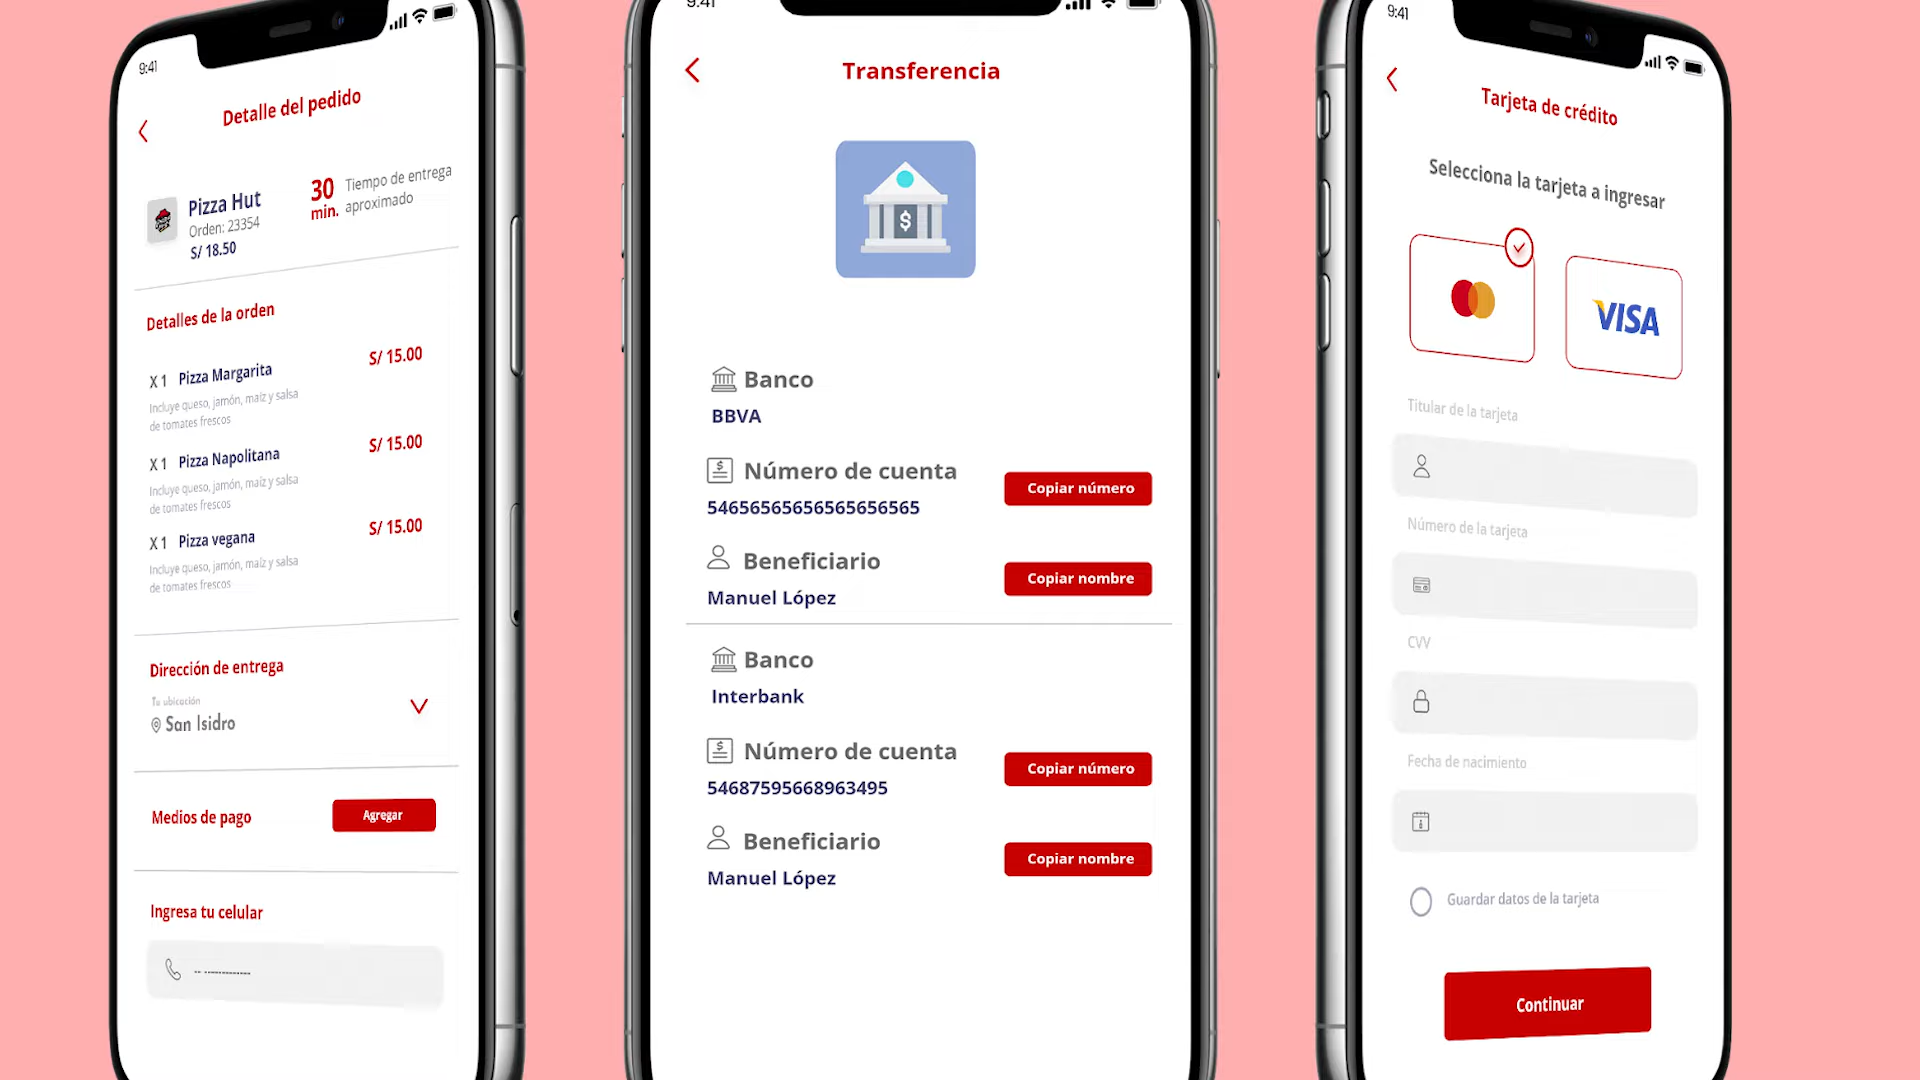 9:41
Detalle del pedido
Pizza Hut
Orden: 23354
S/ 18.50
30
min.
Tiempo de entrega
aproximado
Detalles de la orden
X 1 Pizza Margarita
S/ 15.00
Incluye queso, jamón, maíz y salsa
de tomates frescos
X 1 Pizza Napolitana
S/ 15.00
Incluye queso, jamón, maíz y salsa
de tomates frescos
X 1 Pizza vegana
S/ 15.00
Incluye queso, jamón, maíz y salsa
de tomates frescos
Dirección de entrega
Tu ubicación
San Isidro
Medios de pago
Agregar
Ingresa tu celular
9:41
Transferencia
$
Banco
BBVA
Número de cuenta
54656565656565656565
Copiar número
Beneficiario
Manuel López
Copiar nombre
Banco
Interbank
Número de cuenta
54687595668963495
Copiar número
Beneficiario
Manuel López
Copiar nombre
9:41
Tarjeta de crédito
Selecciona la tarjeta a ingresar
VISA
Titular de la tarjeta
Número de la tarjeta
CVV
Fecha de nacimiento
Guardar datos de la tarjeta
Continuar